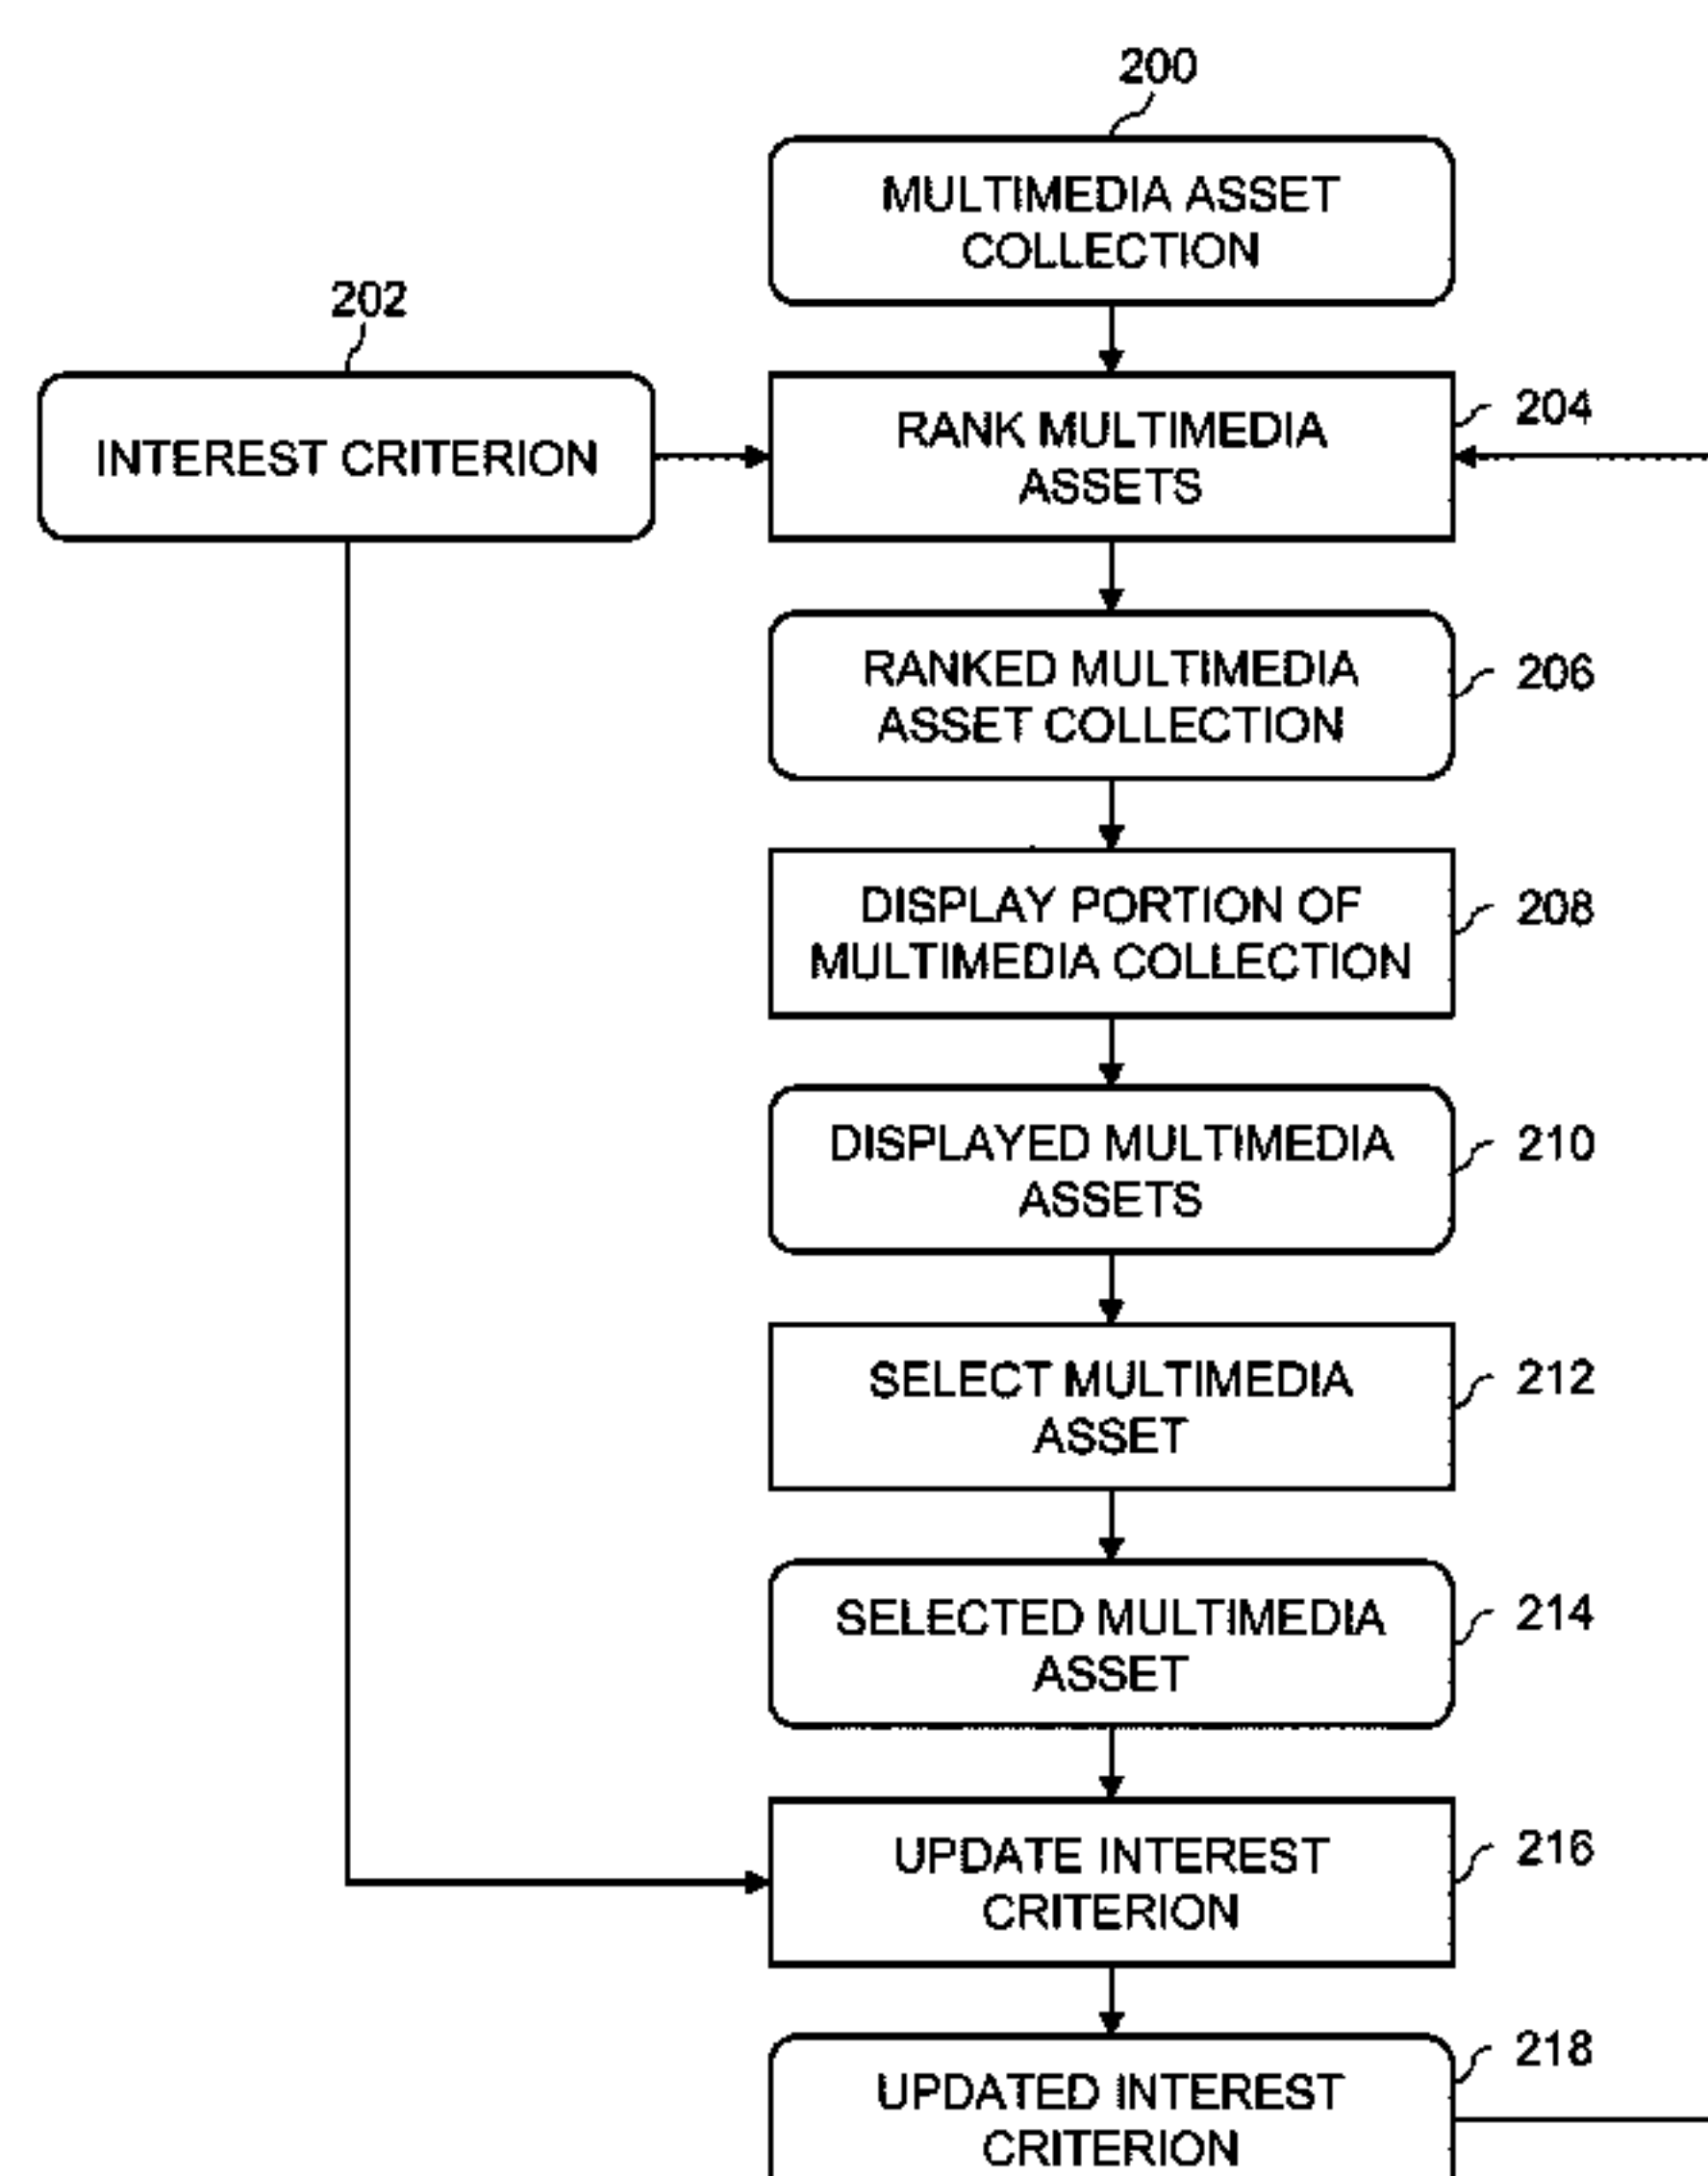 200
MULTIMEDIA ASSET
COLLECTION
202
INTEREST CRITERION
RANK MULTIMEDIA
ASSETS
204
RANKED MULTIMEDIA
ASSET COLLECTION
206
DISPLAY PORTION OF
MULTIMEDIA COLLECTION
208
DISPLAYED MULTIMEDIA
ASSETS
210
SELECT MULTIMEDIA
ASSET
212
SELECTED MULTIMEDIA
ASSET
214
UPDATE INTEREST
CRITERION
216
UPDATED INTEREST
CRITERION
218